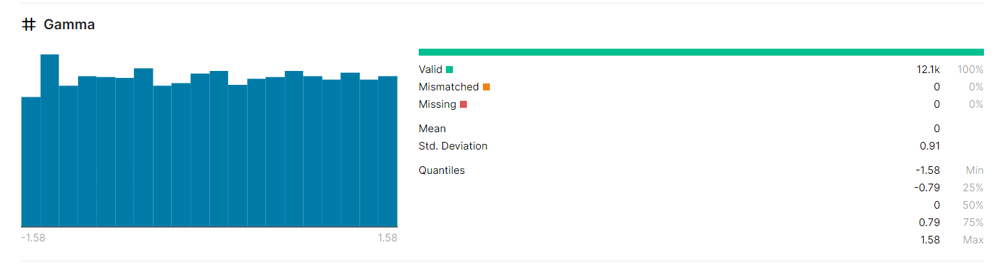 Gamma
-1.58 1.58
Valid 12.1k 100%
Mismatched 0 0%
Missing 0 0%
Mean 0
Std. Deviation 0.91
Quantiles -1.58 Min
-0.79 25%
0 50%
0.79 75%
1.58 Max